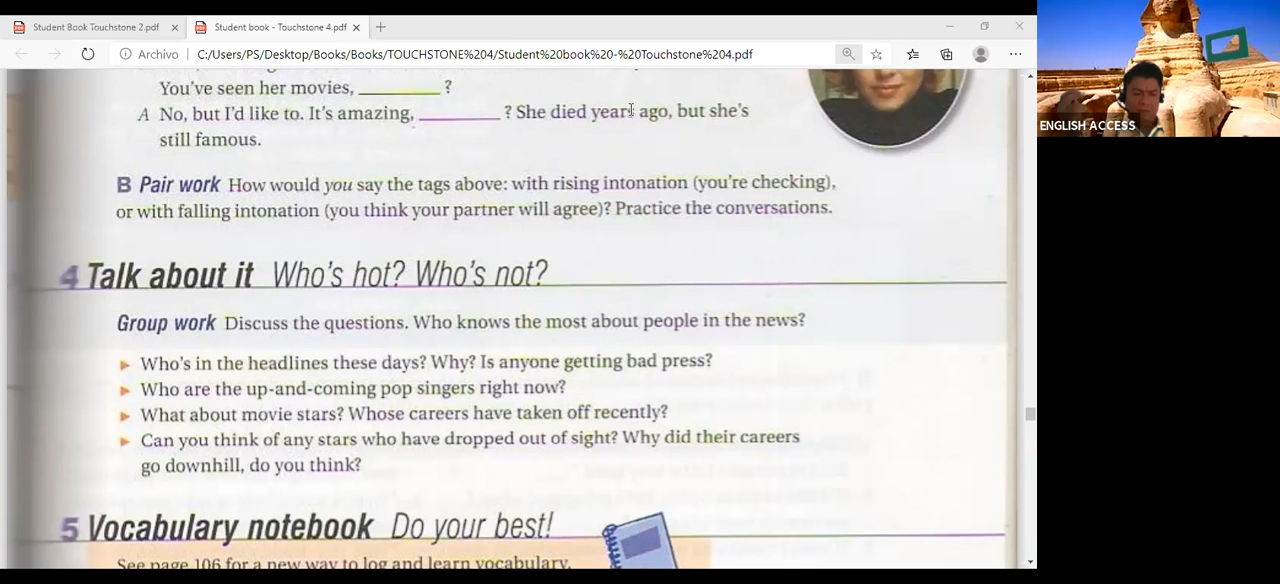 Student Book Touchstone 2.pdf
Student book - Touchstone 4.pdf
Archivo
C:/Users/PS/Desktop/Books/Books/TOUCHSTONE%204/Student%20book%20-%20Touchstone%204.pdf
You've seen her movies, ________ ?
A No, but I'd like to. It's amazing, ________ ? She died years ago, but she's
still famous.
B Pair work How would you say the tags above: with rising intonation (you're checking),
or with falling intonation (you think your partner will agree)? Practice the conversations.
4 Talk about it Who's hot? Who's not?
Group work Discuss the questions. Who knows the most about people in the news?
► Who's in the headlines these days? Why? Is anyone getting bad press?
► Who are the up-and-coming pop singers right now?
► What about movie stars? Whose careers have taken off recently?
► Can you think of any stars who have dropped out of sight? Why did their careers
go downhill, do you think?
5 Vocabulary notebook Do your best!
See page 106 for a new way to log and learn vocabulary.
ENGLISH ACCESS